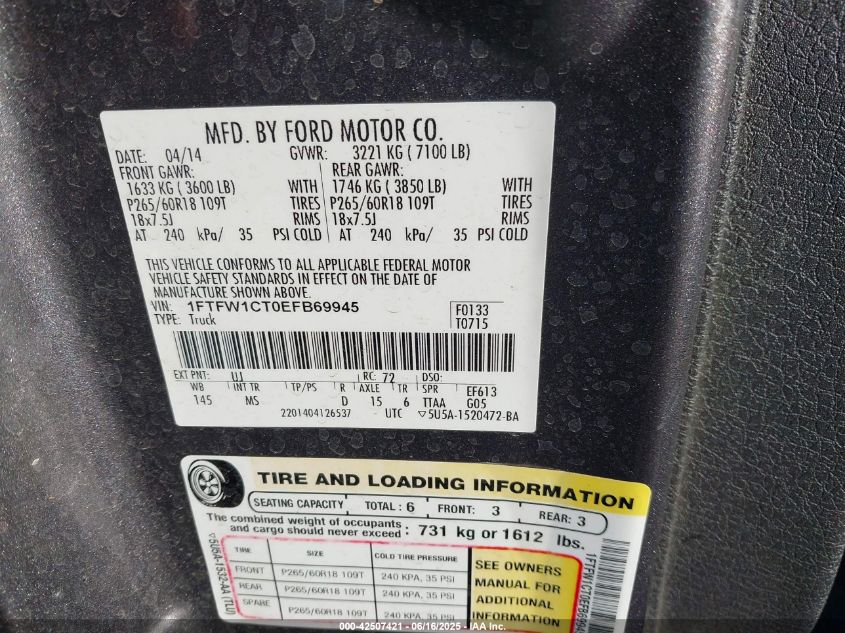 MFD. BY FORD MOTOR CO.
DATE: 04/14 GVWR: 3221 KG ( 7100 LB)
FRONT GAWR: REAR GAWR:
1633 KG ( 3600 LB) WITH 1746 KG ( 3850 LB) WITH
P265/60R18 109T TIRES P265/60R18 109T TIRES
18x7.5J RIMS 18x7.5J RIMS
AT 240 kPa/ 35 PSI COLD AT 240 kPa/ 35 PSI COLD
THIS VEHICLE CONFORMS TO ALL APPLICABLE FEDERAL MOTOR
VEHICLE SAFETY STANDARDS IN EFFECT ON THE DATE OF
MANUFACTURE SHOWN ABOVE.
VIN: 1FTFW1CT0EFB69945 F0133
TYPE: Truck T0715
EXT PNT: UJ RC: 72 DSO:
WB INT TR TP/PS R AXLE TR SPR EF613
145 MS D 15 6 TTAA G05
2201404126537 UTC ▽5U5A-1520472-BA
TIRE AND LOADING INFORMATION
SEATING CAPACITY TOTAL: 6 FRONT: 3 REAR: 3
The combined weight of occupants
and cargo should never exceed: 731 kg or 1612 lbs.
TIRE SIZE COLD TIRE PRESSURE
FRONT P265/60R18 109T 240 KPA, 35 PSI
REAR P265/60R18 109T 240 KPA, 35 PSI
SPARE P265/60R18 109T 240 KPA, 35 PSI
SEE OWNERS
MANUAL FOR
ADDITIONAL
INFORMATION
▽5U5A-1532-AA (TLU)
000 - 42507421 - 06/16/2025 - IAA Inc.